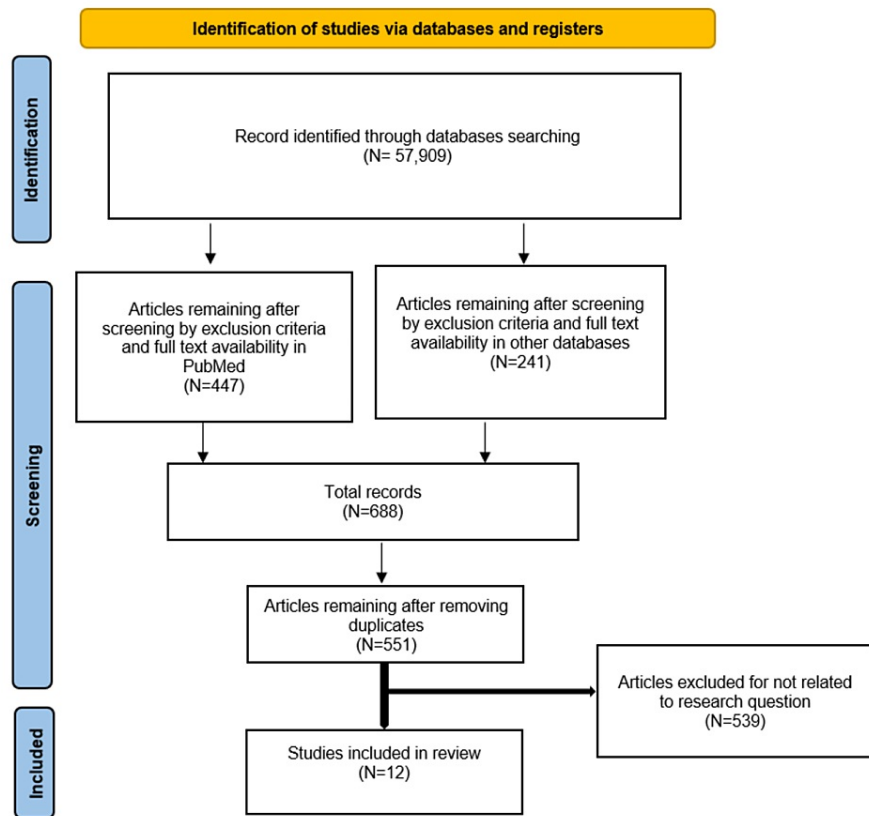 Identification of studies via databases and registers
Identification
Record identified through databases searching
(N= 57,909)
Screening
Articles remaining after
screening by exclusion criteria
and full text availability in
PubMed
(N=447)
Articles remaining after screening
by exclusion criteria and full text
availability in other databases
(N=241)
Total records
(N=688)
Articles remaining after removing
duplicates
(N=551)
Articles excluded for not related
to research question
(N=539)
Included
Studies included in review
(N=12)